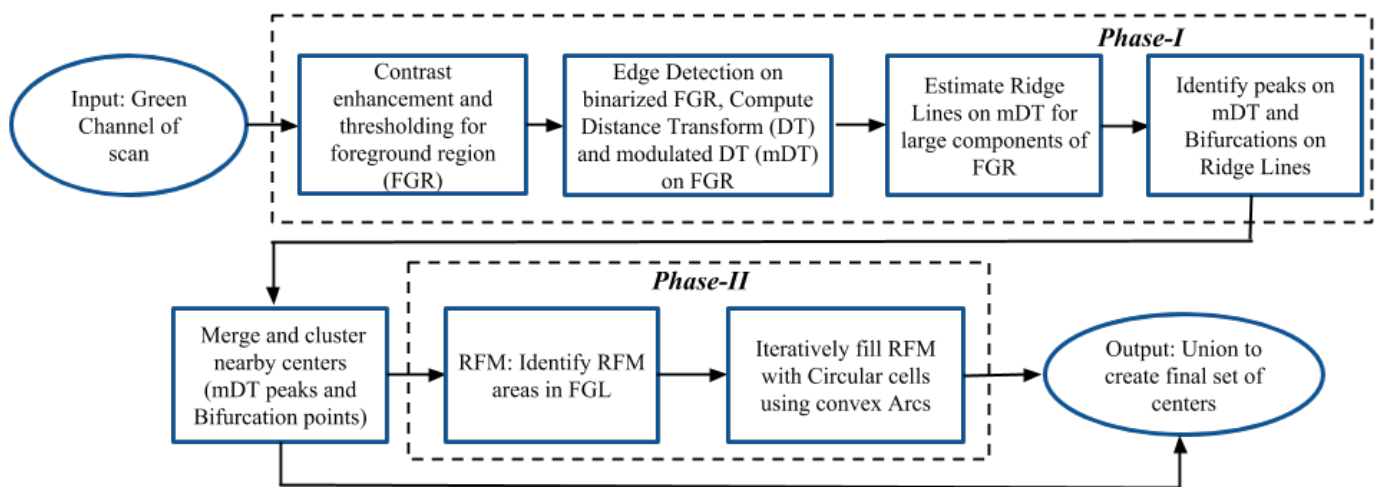 Phase-I
Input: Green
Channel of
scan
Contrast
enhancement and
thresholding for
foreground region
(FGR)
Edge Detection on
binarized FGR, Compute
Distance Transform (DT)
and modulated DT (mDT)
on FGR
Estimate Ridge
Lines on mDT for
large components of
FGR
Identify peaks on
mDT and
Bifurcations on
Ridge Lines
Phase-II
Merge and cluster
nearby centers
(mDT peaks and
Bifurcation points)
RFM: Identify RFM
areas in FGL
Iteratively fill RFM
with Circular cells
using convex Arcs
Output: Union to
create final set of
centers